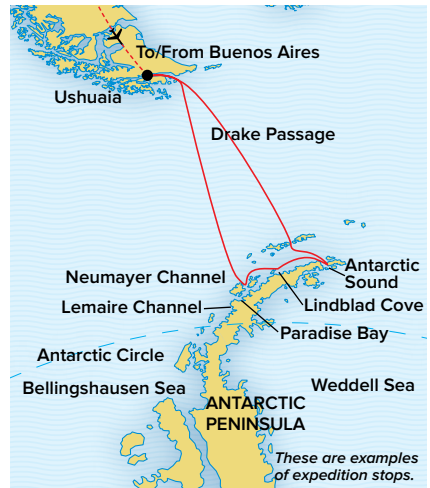 To/From Buenos Aires
Ushuaia
Drake Passage
Antarctic
Sound
Neumayer Channel
Lindblad Cove
Lemaire Channel
Paradise Bay
Antarctic Circle
Bellingshausen Sea
Weddell Sea
ANTARCTIC
PENINSULA
These are examples
of expedition stops.